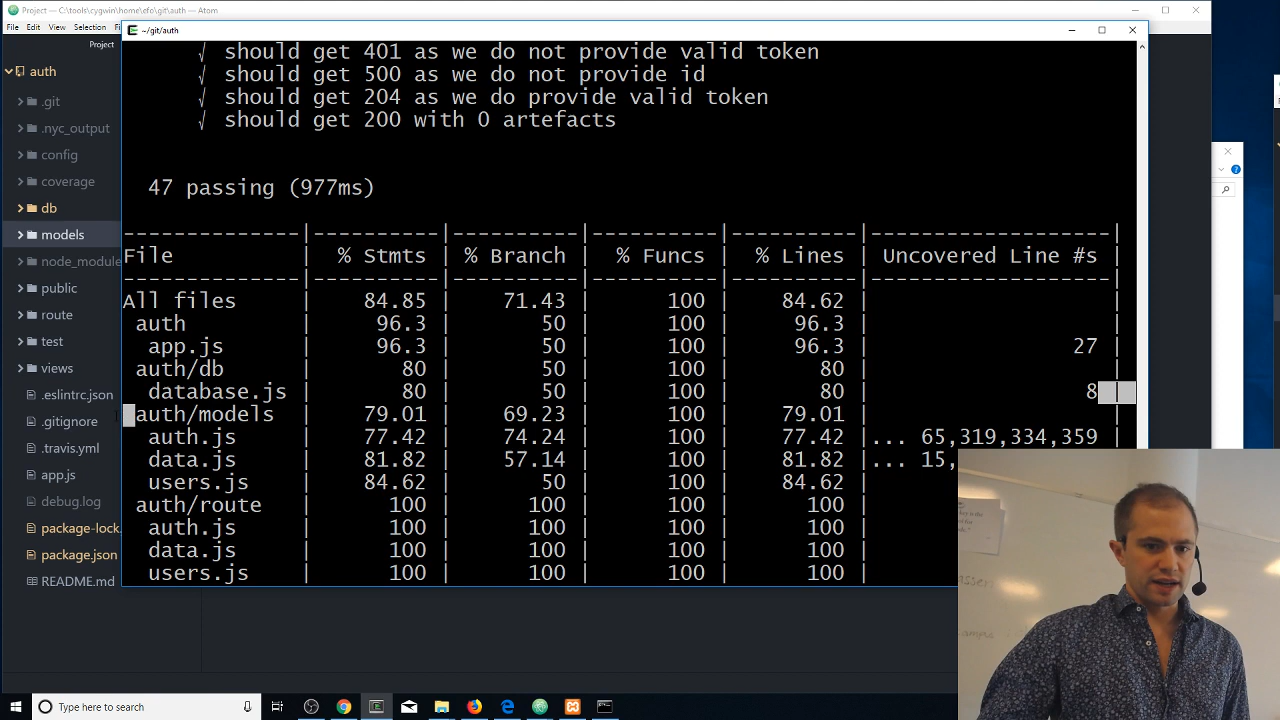 Project — C:\tools\cygwin\home\efo\git\auth — Atom
File Edit View Selection
~/git/auth
Project
auth
.git
.nyc_output
config
coverage
db
models
node_module
public
route
test
views
.eslintrc.json
.gitignore
.travis.yml
app.js
debug.log
package-lock.
package.json
README.md
√ should get 401 as we do not provide valid token
√ should get 500 as we do not provide id
√ should get 204 as we do provide valid token
√ should get 200 with 0 artefacts
47 passing (977ms)
--------------|----------|----------|----------|----------|-------------------|
File | % Stmts | % Branch | % Funcs | % Lines | Uncovered Line #s |
--------------|----------|----------|----------|----------|-------------------|
All files | 84.85 | 71.43 | 100 | 84.62 | |
auth | 96.3 | 50 | 100 | 96.3 | |
app.js | 96.3 | 50 | 100 | 96.3 | 27 |
auth/db | 80 | 50 | 100 | 80 | |
database.js | 80 | 50 | 100 | 80 | 8 |
auth/models | 79.01 | 69.23 | 100 | 79.01 | |
auth.js | 77.42 | 74.24 | 100 | 77.42 |... 65,319,334,359 |
data.js | 81.82 | 57.14 | 100 | 81.82 |... 15,
users.js | 84.62 | 50 | 100 | 84.62 |
auth/route | 100 | 100 | 100 | 100 |
auth.js | 100 | 100 | 100 | 100 |
data.js | 100 | 100 | 100 | 100 |
users.js | 100 | 100 | 100 | 100 |
Type here to search